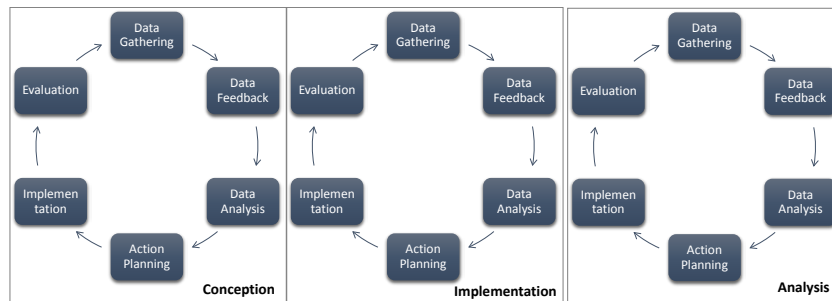 Data
Gathering
Evaluation
Data
Feedback
Implemen
tation
Data
Analysis
Action
Planning
Conception
Data
Gathering
Evaluation
Data
Feedback
Implemen
tation
Data
Analysis
Action
Planning
Implementation
Data
Gathering
Evaluation
Data
Feedback
Implemen
tation
Data
Analysis
Action
Planning
Analysis